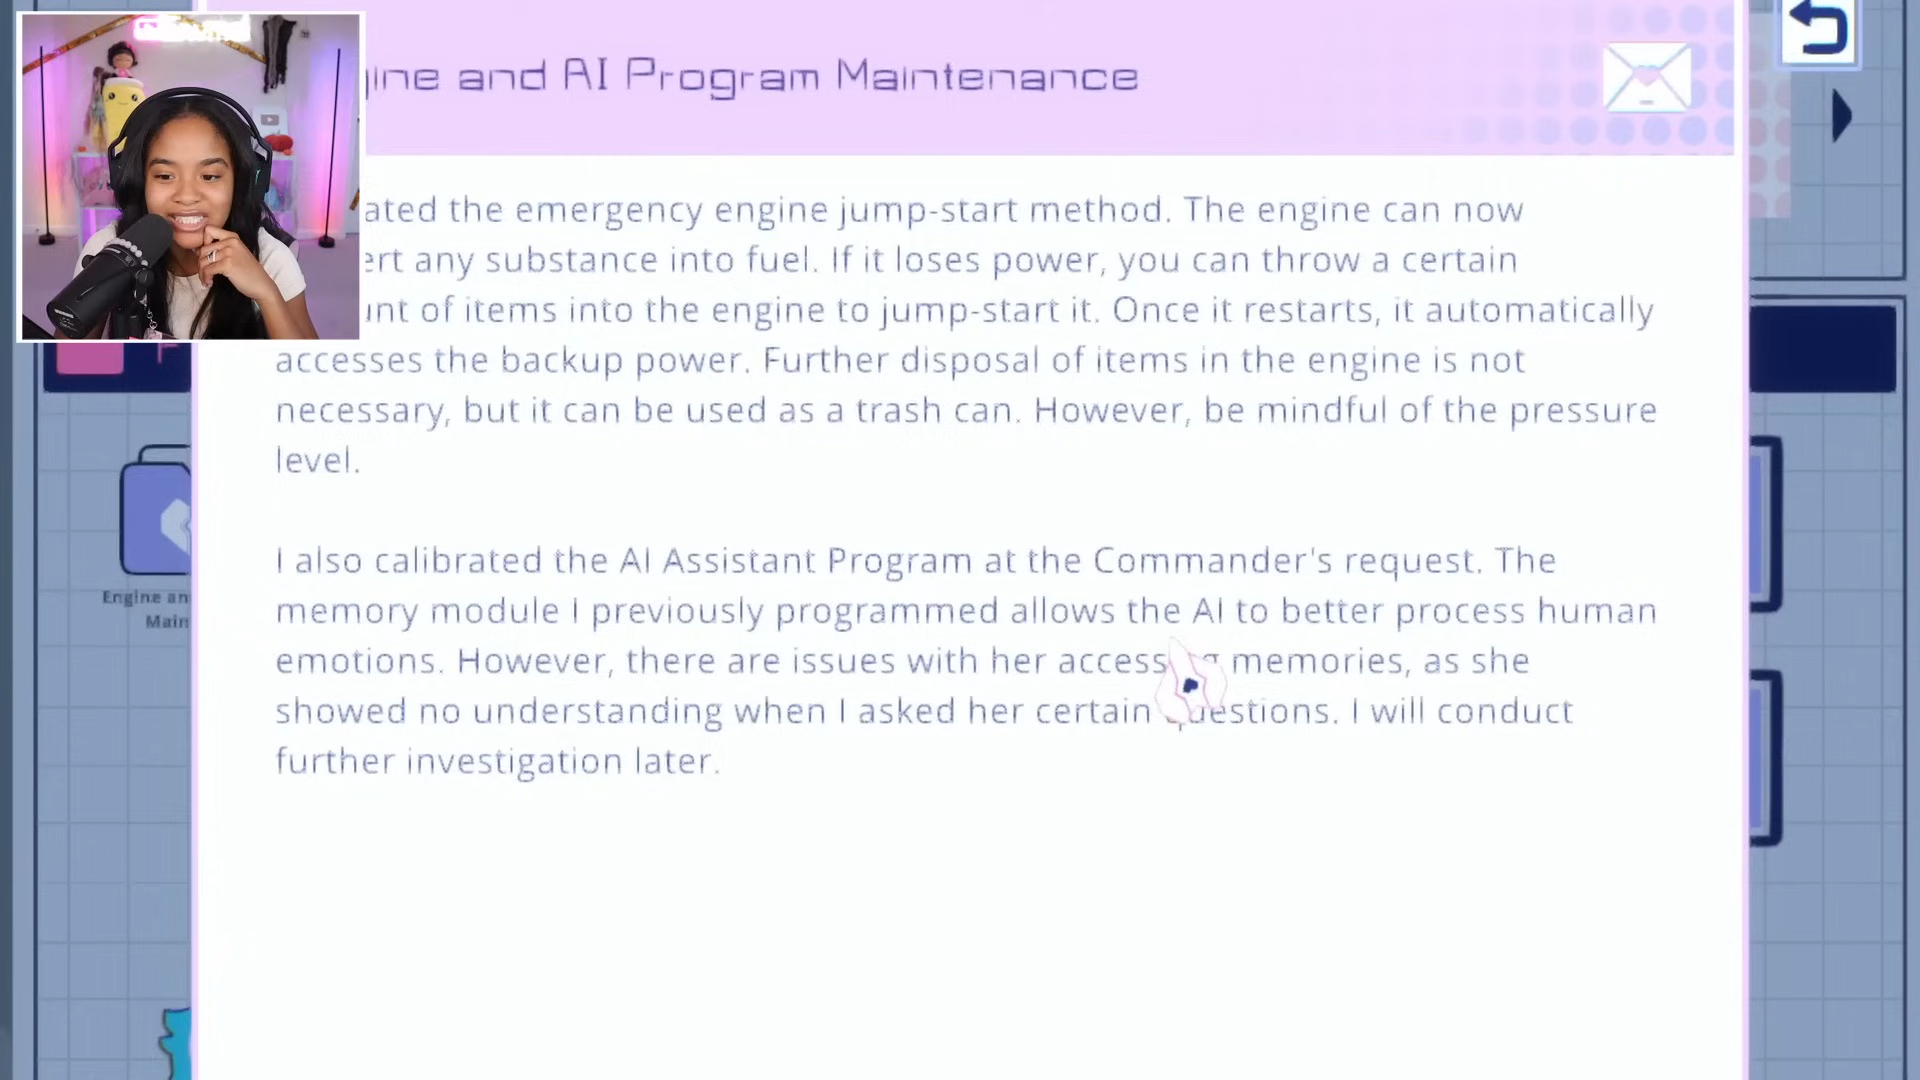 ine and AI Program Maintenance
ated the emergency engine jump-start method. The engine can now
ert any substance into fuel. If it loses power, you can throw a certain
unt of items into the engine to jump-start it. Once it restarts, it automatically
accesses the backup power. Further disposal of items in the engine is not
necessary, but it can be used as a trash can. However, be mindful of the pressure
level.
I also calibrated the AI Assistant Program at the Commander's request. The
memory module I previously programmed allows the AI to better process human
emotions. However, there are issues with her access memories, as she
showed no understanding when I asked her certain questions. I will conduct
further investigation later.
Engine an
Main